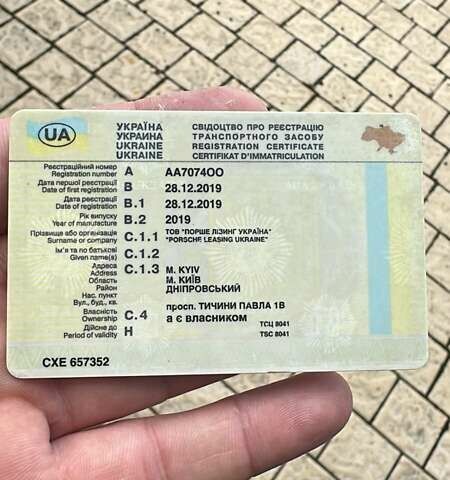 UA
УКРАЇНА СВІДОЦТВО ПРО РЕЄСТРАЦІЮ
УКРАИНА ТРАНСПОРТНОГО ЗАСОБУ
UKRAINE REGISTRATION CERTIFICATE
UKRAINE CERTIFIKAT D'IMMATRICULATION
Реєстраційний номер
Registration number A AA7074OO
Дата першої реєстрації
Date of first registration B 28.12.2019
Дата реєстрації
Date of registration B.1 28.12.2019
Рік випуску
Year of manufacture B.2 2019
Прізвище або організація
Surname or company C.1.1 ТОВ "ПОРШЕ ЛІЗИНГ УКРАЇНА"
"PORSCHE LEASING UKRAINE"
Ім'я та по батькові
Given name(s) C.1.2
Адреса
Address C.1.3 М. KYIV
Область М. КИЇВ
Район ДНІПРОВСЬКИЙ
Нас. пункт
Вул., буд., кв. просп. ТИЧИНИ ПАВЛА 1В
Власність
Ownership C.4 а є власником
Дійсне до ТСЦ 8041
Period of validity H TSC 8041
CXE 657352